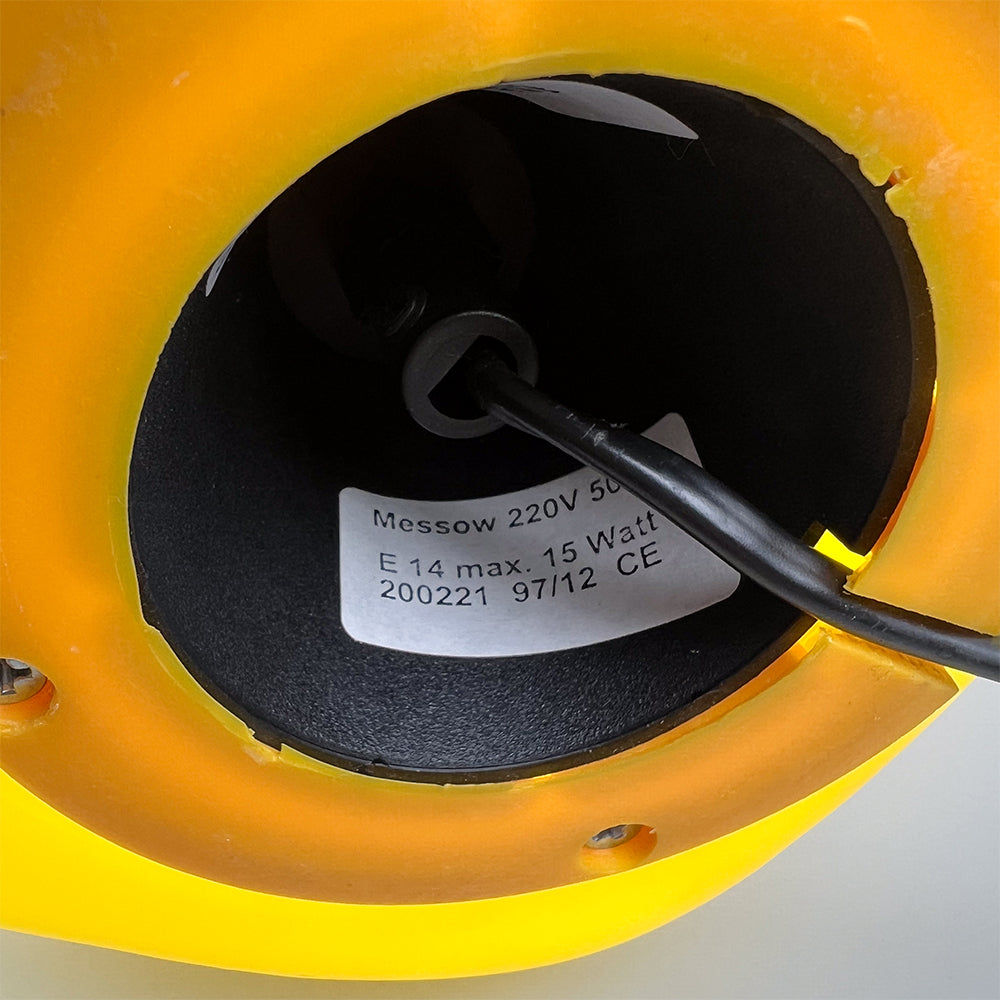 Messow 220V 50
E 14 max. 15 Watt
200221 97/12 CE